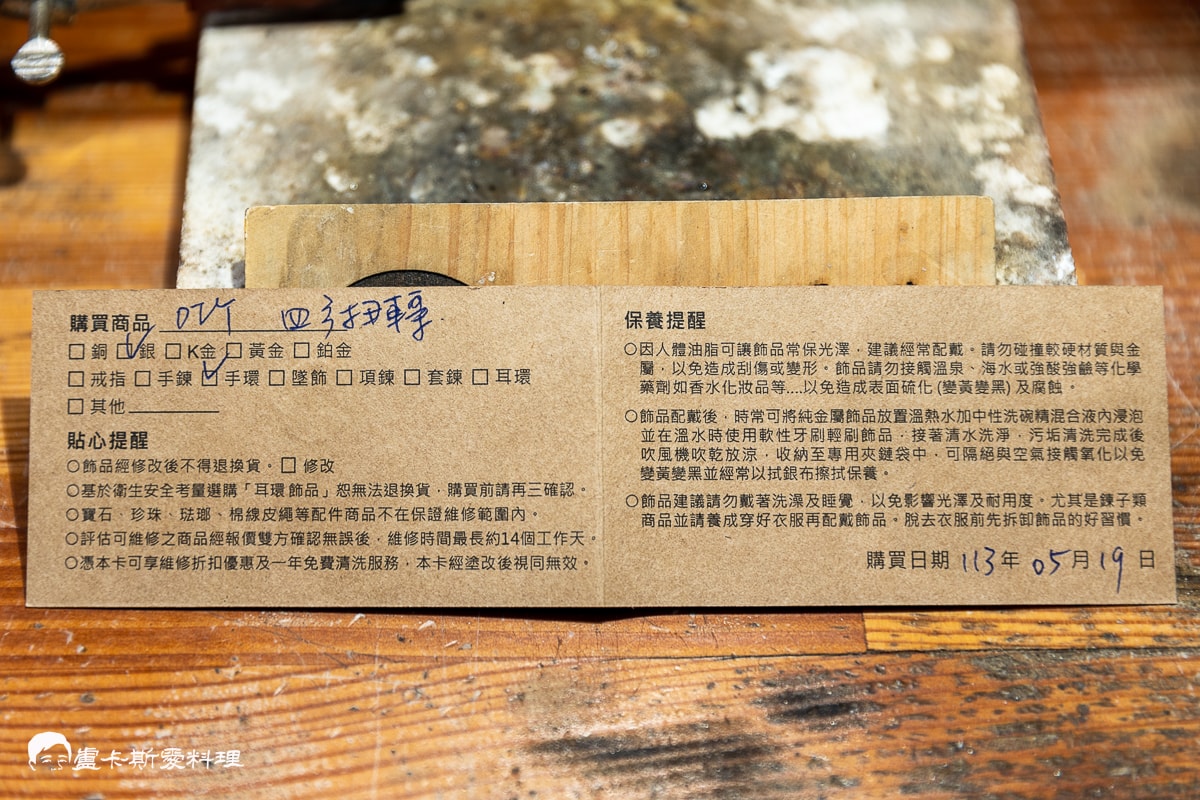 購買商品 DIY 四方扭轉
□ 銅 ☑ 銀 □ K金 □ 黃金 □ 鉑金
□ 戒指 □ 手鍊 ☑ 手環 □ 墜飾 □ 項鍊 □ 套鍊 □ 耳環
□ 其他
貼心提醒
○飾品經修改後不得退換貨。□ 修改
○基於衛生安全考量選購「耳環飾品」恕無法退換貨，購買前請再三確認。
○寶石、珍珠、琺瑯、棉線皮繩等配件商品不在保證維修範圍內。
○評估可維修之商品經報價雙方確認無誤後，維修時間最長約14個工作天。
○憑本卡可享維修折扣優惠及一年免費清洗服務，本卡經塗改後視同無效。
保養提醒
○因人體油脂可讓飾品常保光澤，建議經常配戴。請勿碰撞較硬材質與金
屬，以免造成刮傷或變形。飾品請勿接觸溫泉、海水或強酸強鹼等化學
藥劑如香水化妝品等....以免造成表面硫化 (變黃變黑) 及腐蝕。
○飾品配戴後，時常可將純金屬飾品放置溫熱水加中性洗碗精混合液內浸泡
並在溫水時使用軟性牙刷輕刷飾品，接著清水洗淨，污垢清洗完成後
吹風機吹乾放涼，收納至專用夾鏈袋中，可隔絕與空氣接觸氧化以免
變黃變黑並經常以拭銀布擦拭保養。
○飾品建議請勿戴著洗澡及睡覺，以免影響光澤及耐用度。尤其是鍊子類
商品並請養成穿好衣服再配戴飾品。脫去衣服前先拆卸飾品的好習慣。
購買日期 113 年 05 月 19 日
盧卡斯愛料理